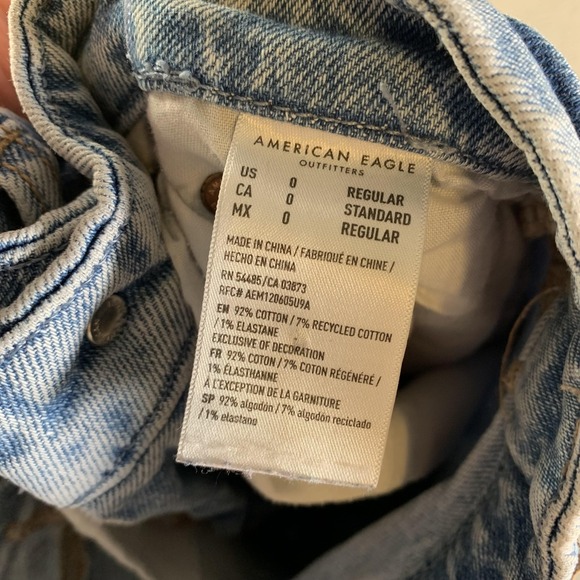 AMERICAN EAGLE
OUTFITTERS
US 0 REGULAR
CA 0 STANDARD
MX 0 REGULAR
MADE IN CHINA / FABRIQUÉ EN CHINE /
HECHO EN CHINA
RN 54485/CA 03873
RFC# AEM120605U9A
EN 92% COTTON / 7% RECYCLED COTTON
/ 1% ELASTANE
EXCLUSIVE OF DECORATION
FR 92% COTON / 7% COTON RÉGÉNÉRÉ /
1% ÉLASTHANNE
À L'EXCEPTION DE LA GARNITURE
SP 92% algodón / 7% algodón reciclado
/ 1% elastano